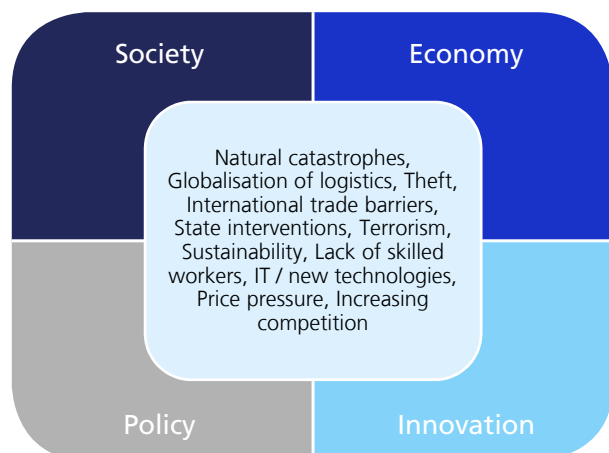 Society
Economy
Natural catastrophes,
Globalisation of logistics, Theft,
International trade barriers,
State interventions, Terrorism,
Sustainability, Lack of skilled
workers, IT / new technologies,
Price pressure, Increasing
competition
Policy
Innovation